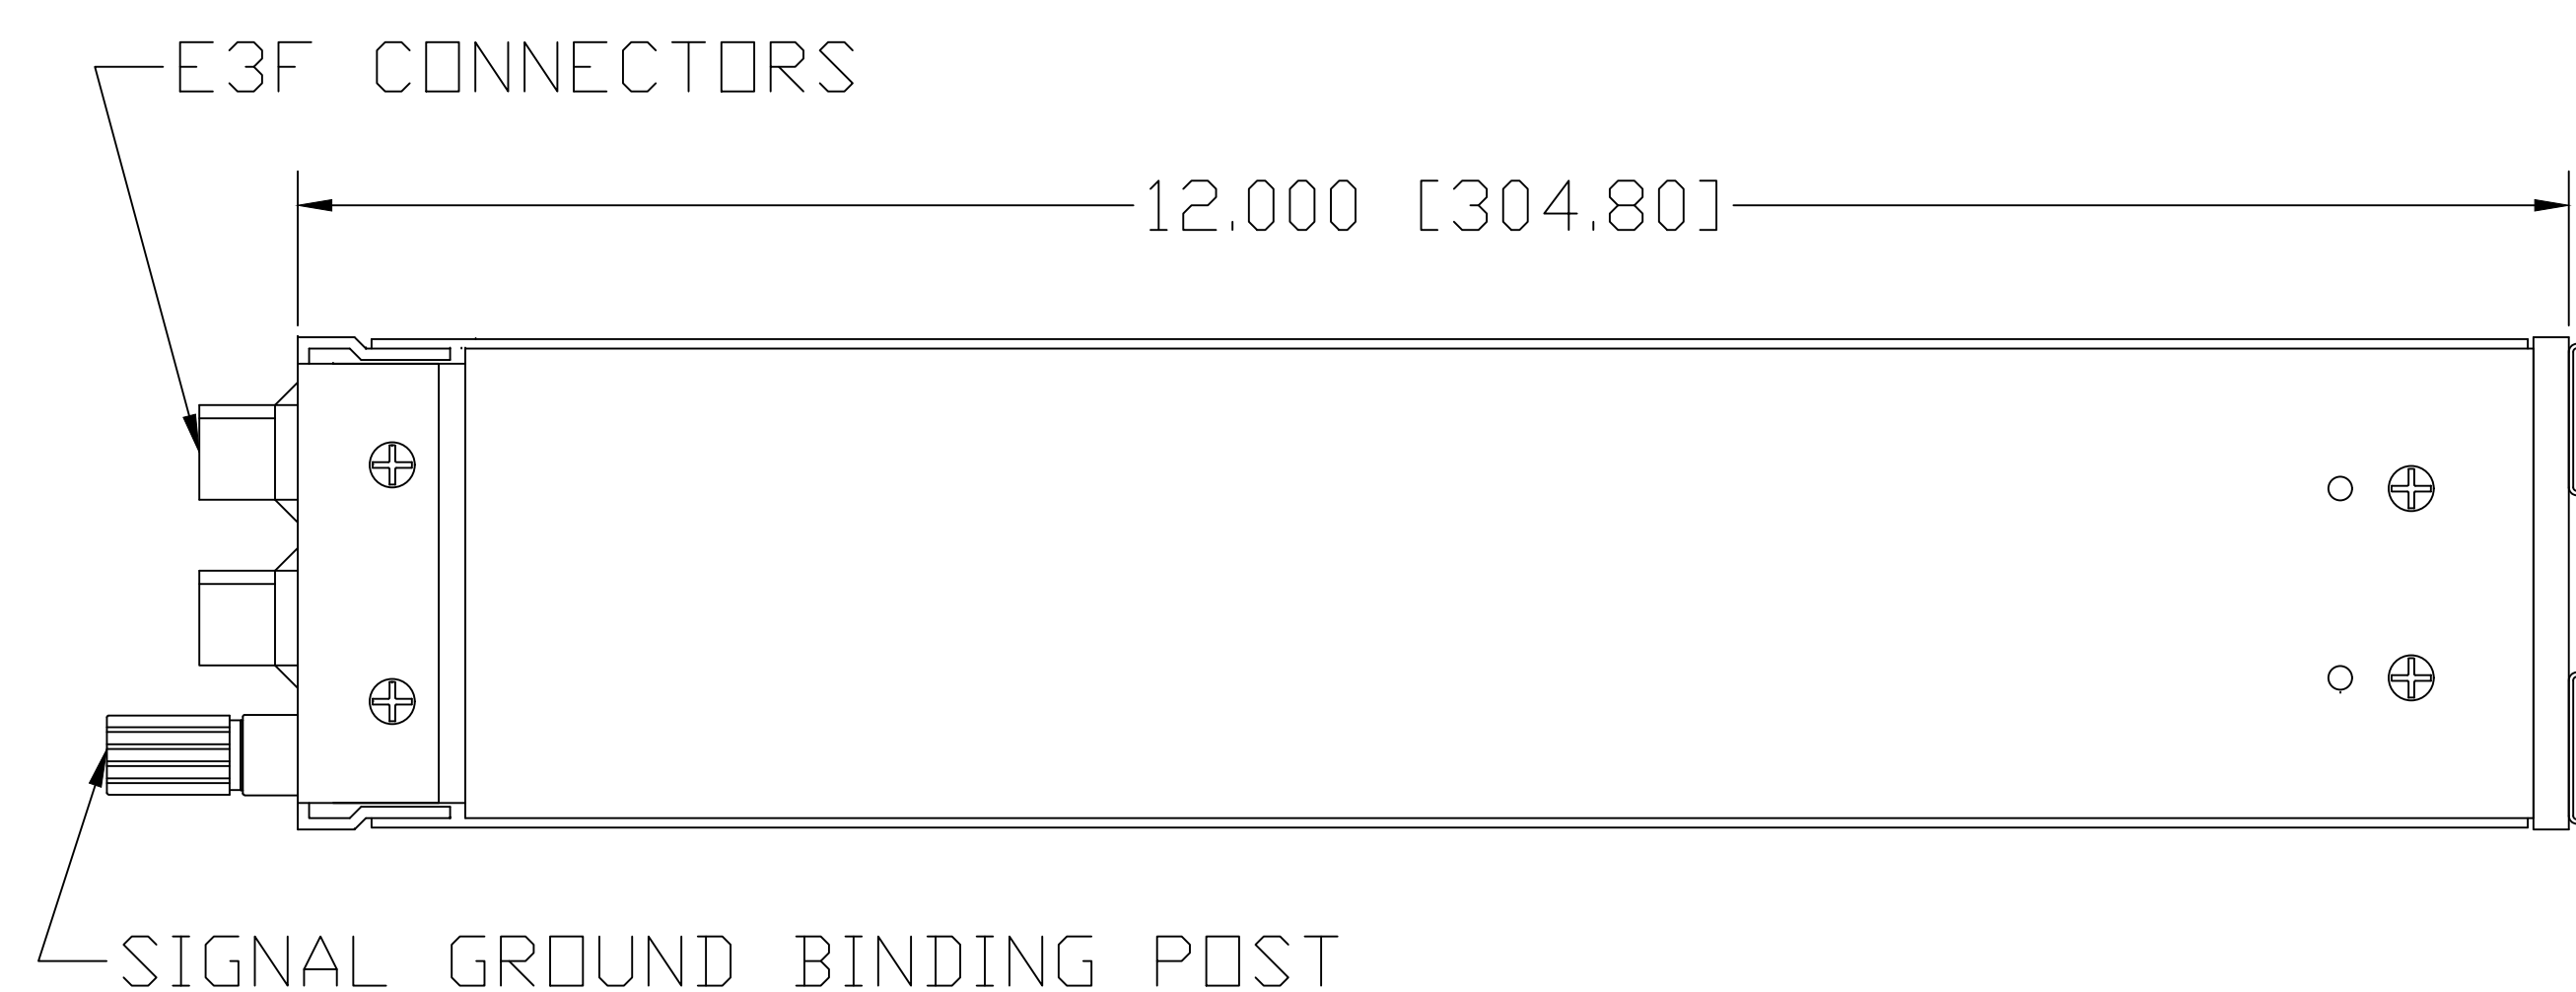 E3F CONNECTORS
12.000 [304.80]
SIGNAL GROUND BINDING POST